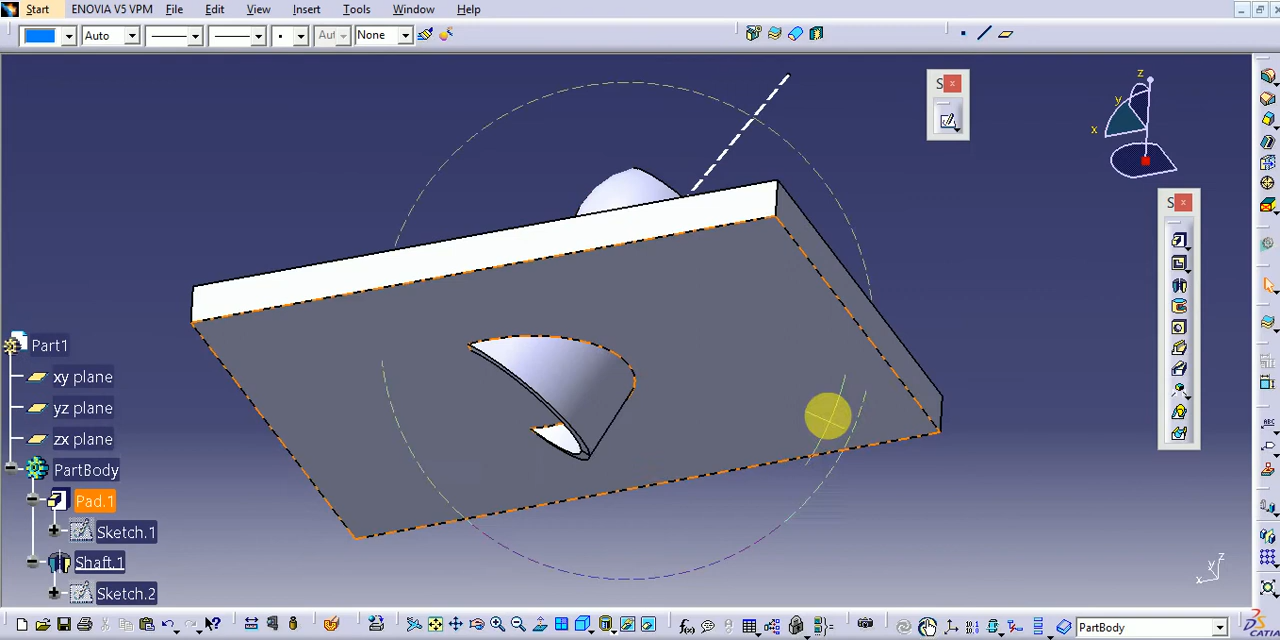 Start ENOVIA V5 VPM File Edit View Insert Tools Window Help
Auto Aut None
S
z
y
x
S
Part1
xy plane
yz plane
zx plane
PartBody
Pad.1
Sketch.1
Shaft.1
Sketch.2
z
y
x
PartBody